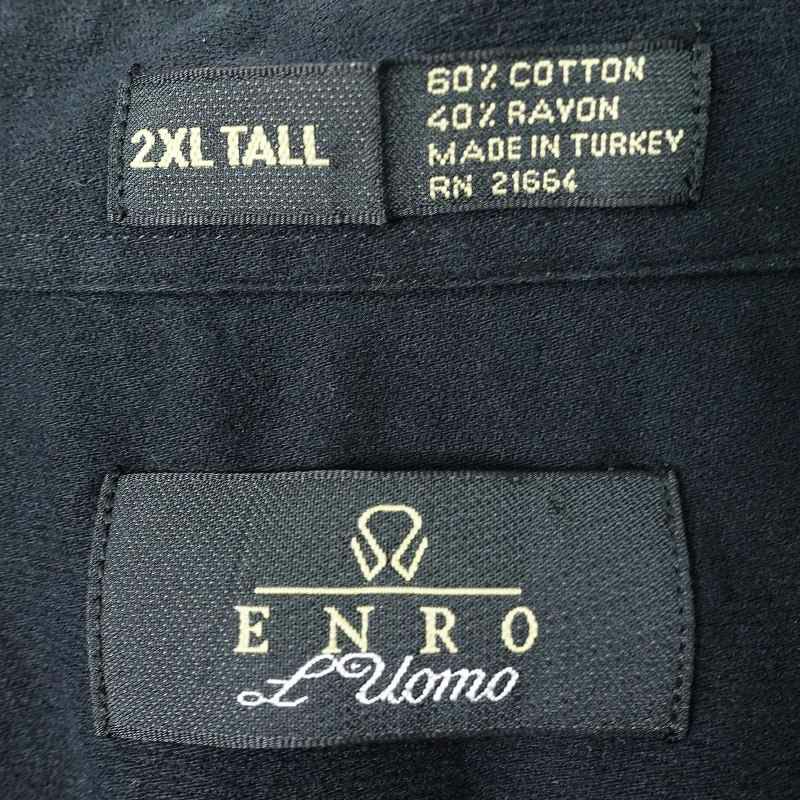 2XL TALL
60% COTTON
40% RAYON
MADE IN TURKEY
RN 21664
ENRO
L'Uomo